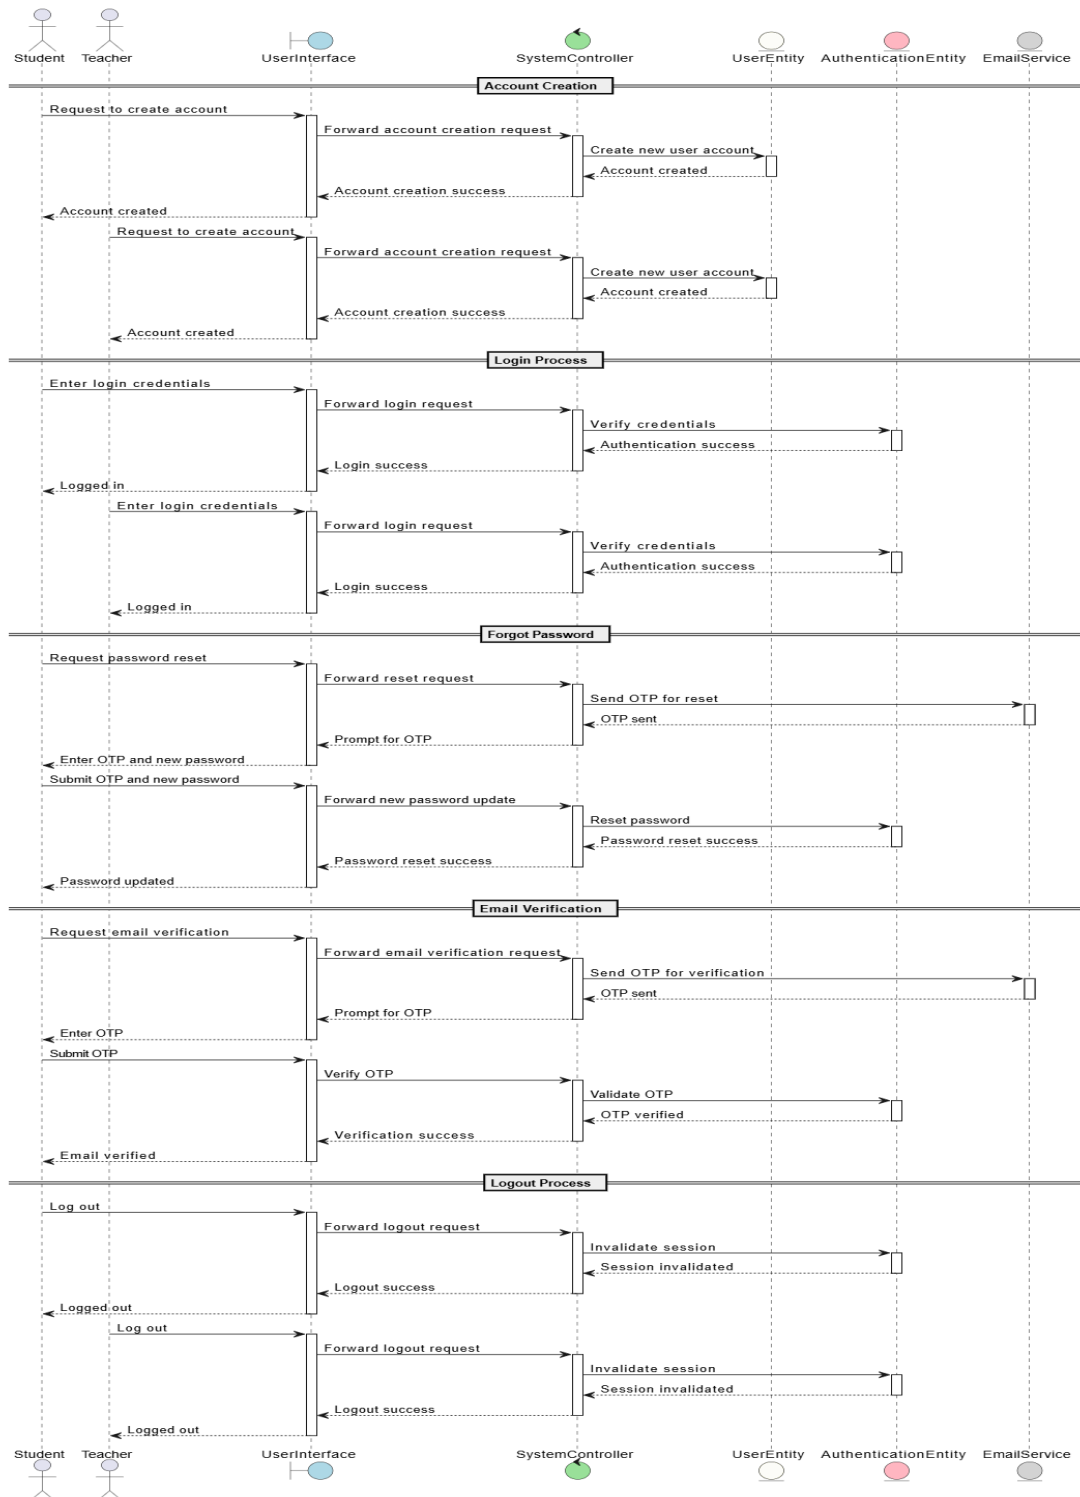 Student Teacher UserInterface SystemController UserEntity AuthenticationEntity EmailService
Account Creation
Request to create account
Forward account creation request
Create new user account
Account created
Account creation success
Account created
Request to create account
Forward account creation request
Create new user account
Account created
Account creation success
Account created
Login Process
Enter login credentials
Forward login request
Verify credentials
Authentication success
Login success
Logged in
Enter login credentials
Forward login request
Verify credentials
Authentication success
Login success
Logged in
Forgot Password
Request password reset
Forward reset request
Send OTP for reset
OTP sent
Prompt for OTP
Enter OTP and new password
Submit OTP and new password
Forward new password update
Reset password
Password reset success
Password reset success
Password updated
Email Verification
Request email verification
Forward email verification request
Send OTP for verification
OTP sent
Prompt for OTP
Enter OTP
Submit OTP
Verify OTP
Validate OTP
OTP verified
Verification success
Email verified
Logout Process
Log out
Forward logout request
Invalidate session
Session invalidated
Logout success
Logged out
Log out
Forward logout request
Invalidate session
Session invalidated
Logout success
Logged out
Student Teacher UserInterface SystemController UserEntity AuthenticationEntity EmailService